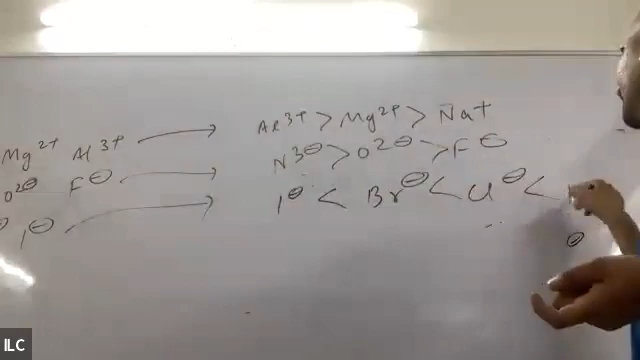 Mg²⁺ Al³⁺ → Al³⁺ > Mg²⁺ > Na⁺
O²⊖ F⊖ → N³⊖ > O²⊖ > F⊖
I⊖ → I⊖ < Br⊖ < Cl⊖ <
ILC